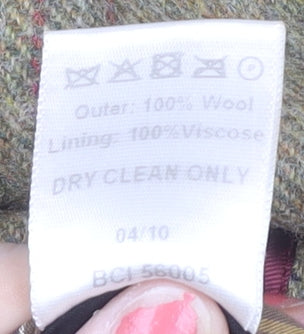 Outer: 100% Wool
Lining: 100%Viscose
DRY CLEAN ONLY
04/10
BCI 56005